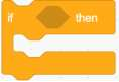 if then